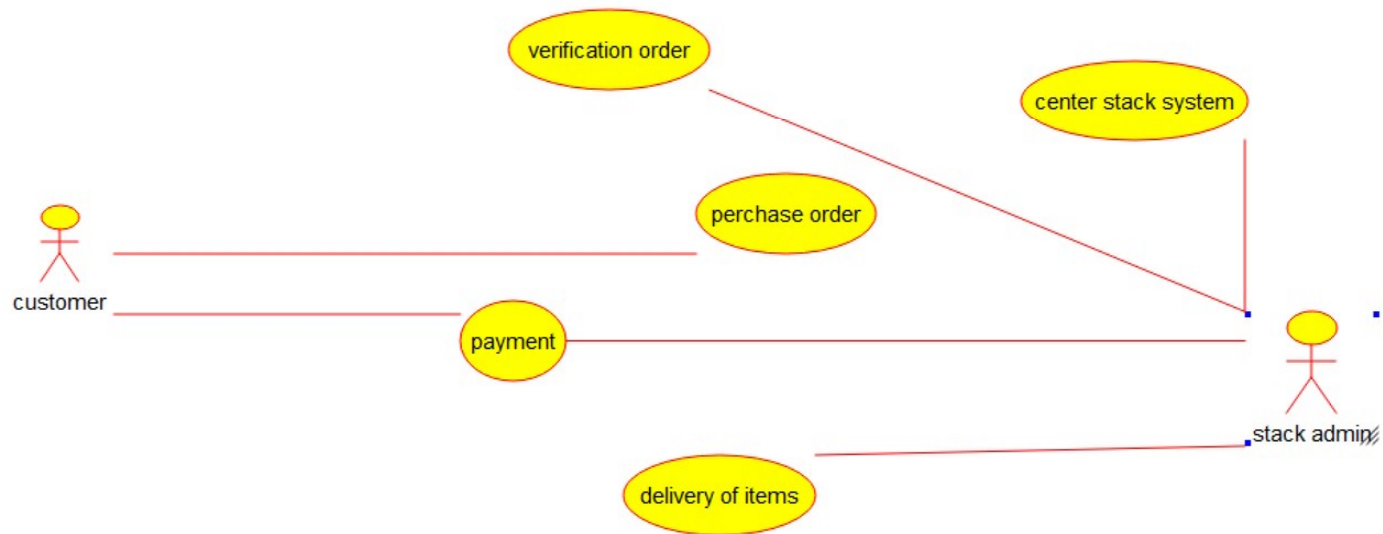 verification order
center stack system
perchase order
customer
payment
stack admin
delivery of items